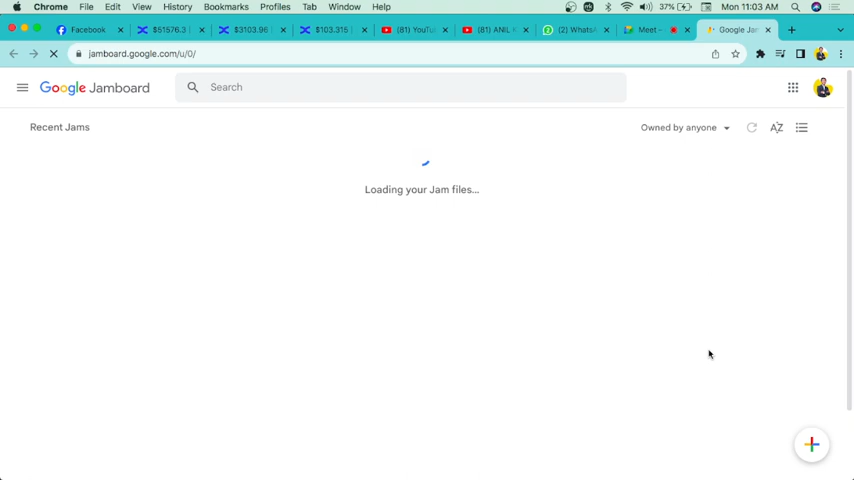 Chrome File Edit View History Bookmarks Profiles Tab Window Help 37% Mon 11:03 AM
Facebook $51576.3 $3103.96 $103.315 (81) YouTu (81) ANIL K (2) Whats Meet - Google Jam
jamboard.google.com/u/0/
Google Jamboard Search
Recent Jams Owned by anyone AZ
Loading your Jam files...